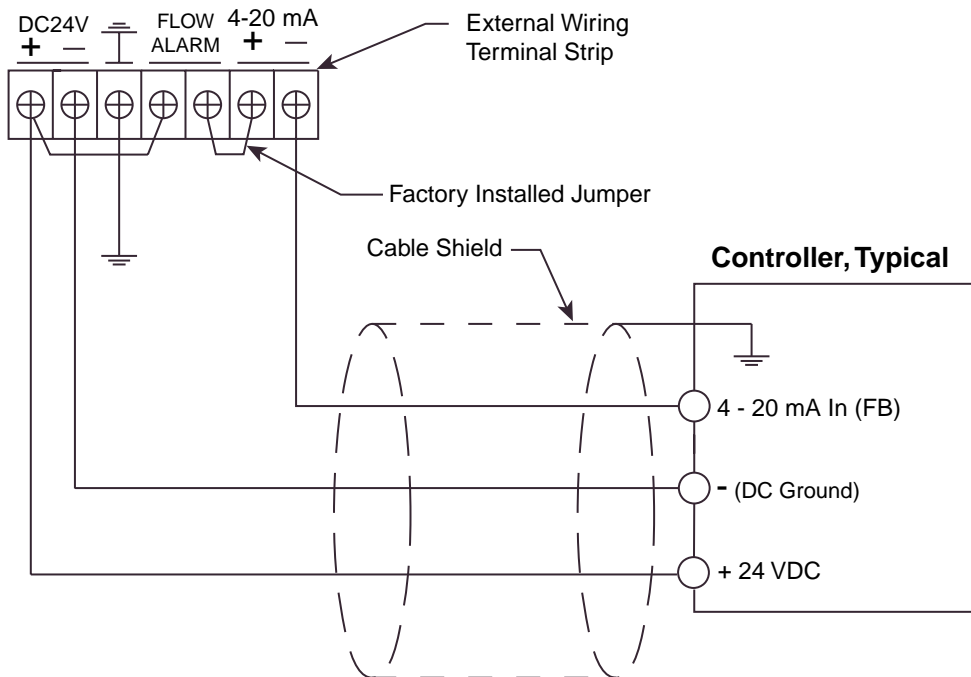 DC24V
+ −
FLOW
ALARM
4-20 mA
+ −
External Wiring
Terminal Strip
Factory Installed Jumper
Cable Shield
Controller, Typical
4 - 20 mA In (FB)
- (DC Ground)
+ 24 VDC